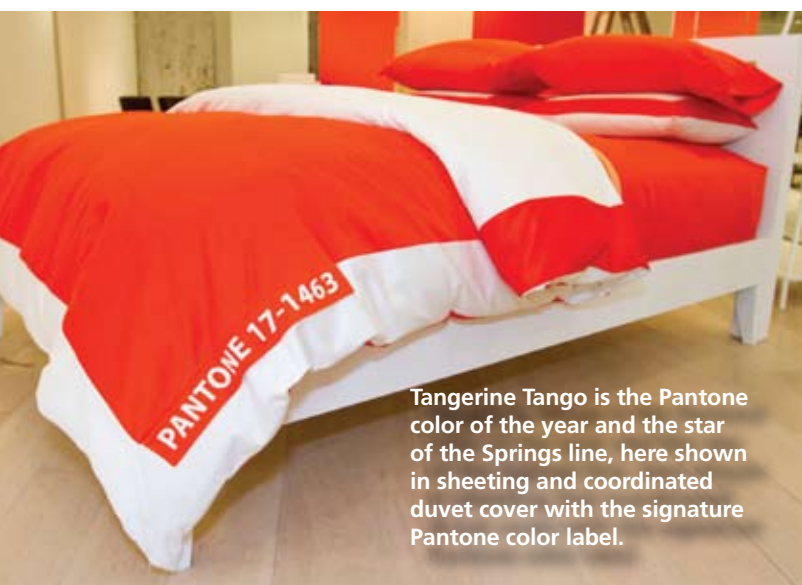 PANTONE 17-1463
Tangerine Tango is the Pantone
color of the year and the star
of the Springs line, here shown
in sheeting and coordinated
duvet cover with the signature
Pantone color label.